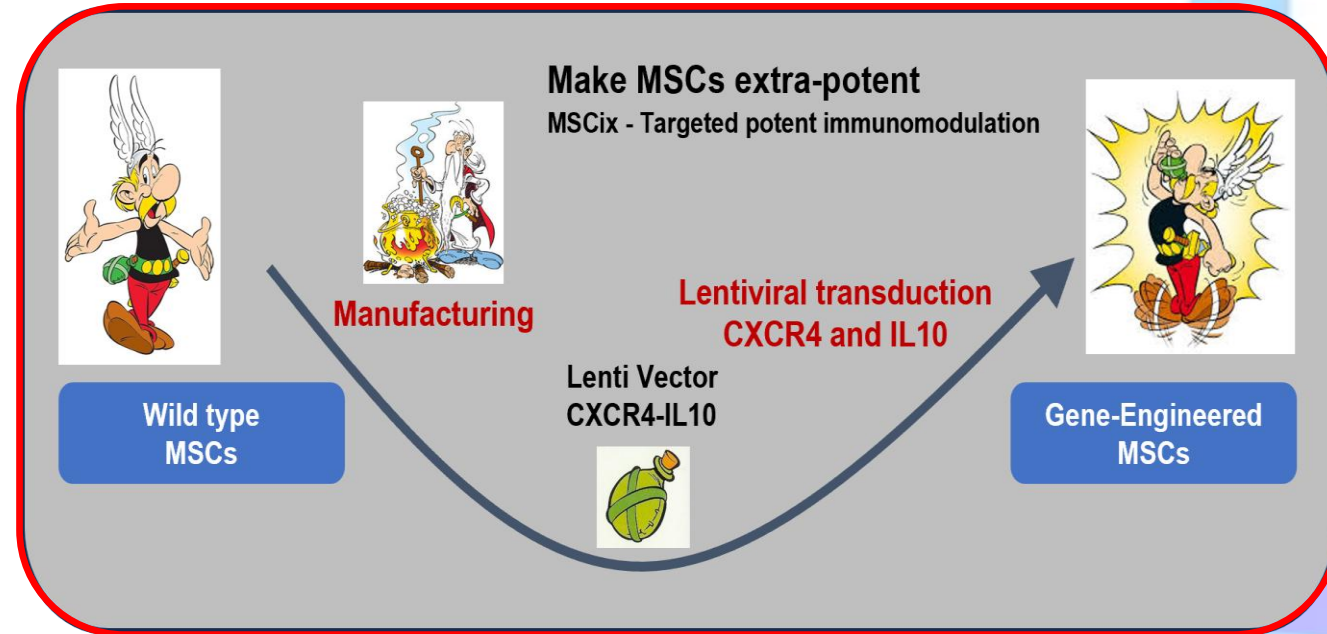 Make MSCs extra-potent
MSCix - Targeted potent immunomodulation
Manufacturing
Lentiviral transduction
CXCR4 and IL10
Lenti Vector
CXCR4-IL10
Wild type
MSCs
Gene-Engineered
MSCs